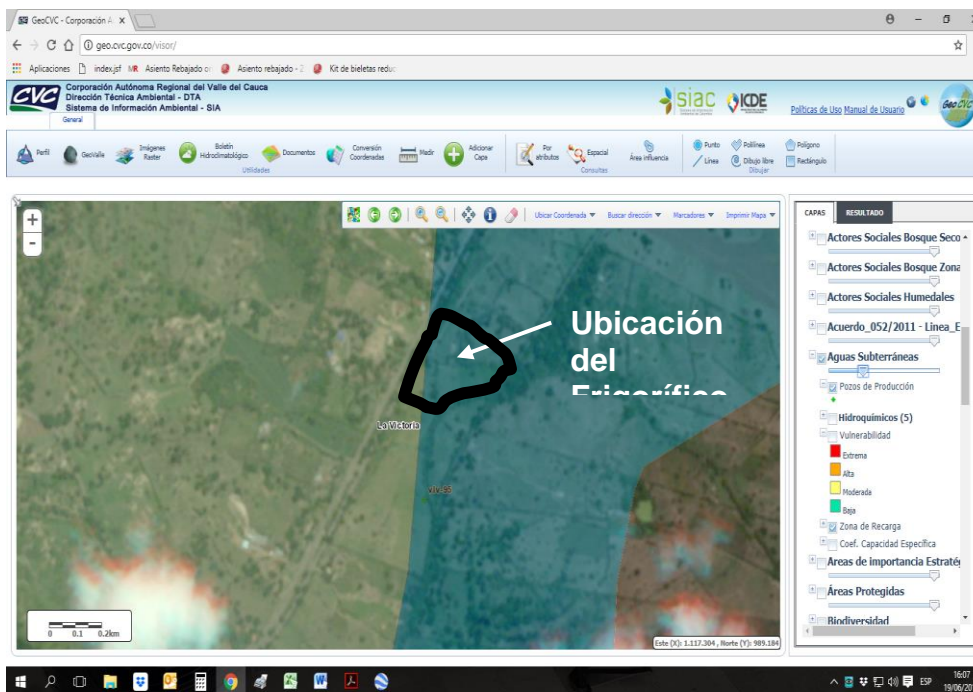 GeoCVC - Corporación A
geo.cvc.gov.co/visor/
Aplicaciones index.jsf MR Asiento Rebajado o Asiento rebajado - 2 Kit de bieletas redu
CVC
Corporación Autónoma Regional del Valle del Cauca
Dirección Técnica Ambiental - DTA
Sistema de Información Ambiental - SIA
siac ICDE Políticas de Uso Manual de Usuario GeoCVC
General
Perfil GeoValle Imágenes Raster Boletín Hidroclimatológico Documentos Conversión Coordenadas Medir Adicionar Capa Por atributos Espacial Área influencia Punto Polilínea Polígono
Línea Dibujo libre Rectángulo
Utilidades Consultas Dibujar
Ubicar Coordenada Buscar dirección Marcadores Imprimir Mapa
+
-
Ubicación
del
Frigorífico
La Victoria
0 0.1 0.2km
Este (X): 1.117.304 , Norte (Y): 989.184
CAPAS RESULTADO
Actores Sociales Bosque Seco
Actores Sociales Bosque Zona
Actores Sociales Humedales
Acuerdo_052/2011 - Línea_E
Aguas Subterráneas
Pozos de Producción
Hidroquímicos (5)
Vulnerabilidad
Extrema
Alta
Moderada
Baja
Zona de Recarga
Coef. Capacidad Específica
Areas de importancia Estratég
Áreas Protegidas
Biodiversidad
ESP
16:07
19/06/20